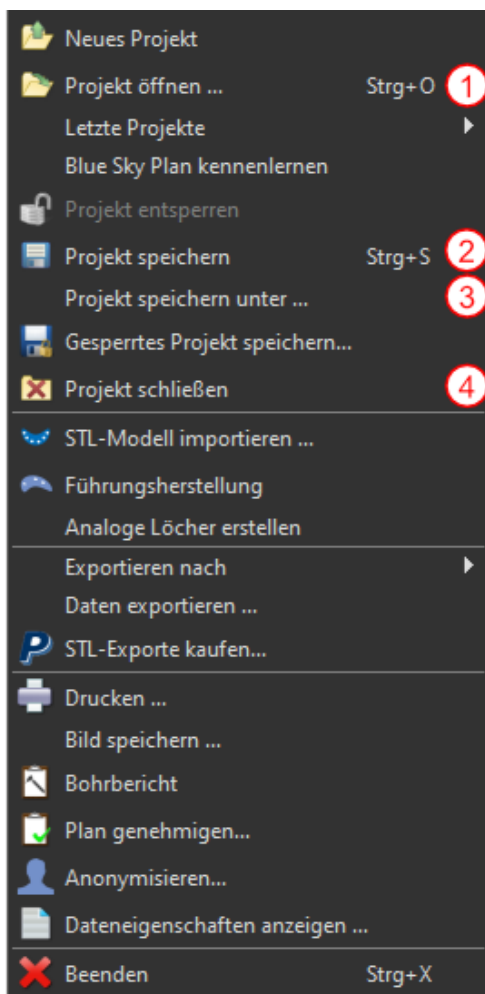 Neues Projekt
Projekt öffnen ... Strg+O 1
Letzte Projekte
Blue Sky Plan kennenlernen
Projekt entsperren
Projekt speichern Strg+S 2
Projekt speichern unter ... 3
Gesperrtes Projekt speichern...
Projekt schließen 4
STL-Modell importieren ...
Führungsherstellung
Analoge Löcher erstellen
Exportieren nach
Daten exportieren ...
STL-Exporte kaufen...
Drucken ...
Bild speichern ...
Bohrbericht
Plan genehmigen...
Anonymisieren...
Dateneigenschaften anzeigen ...
Beenden Strg+X